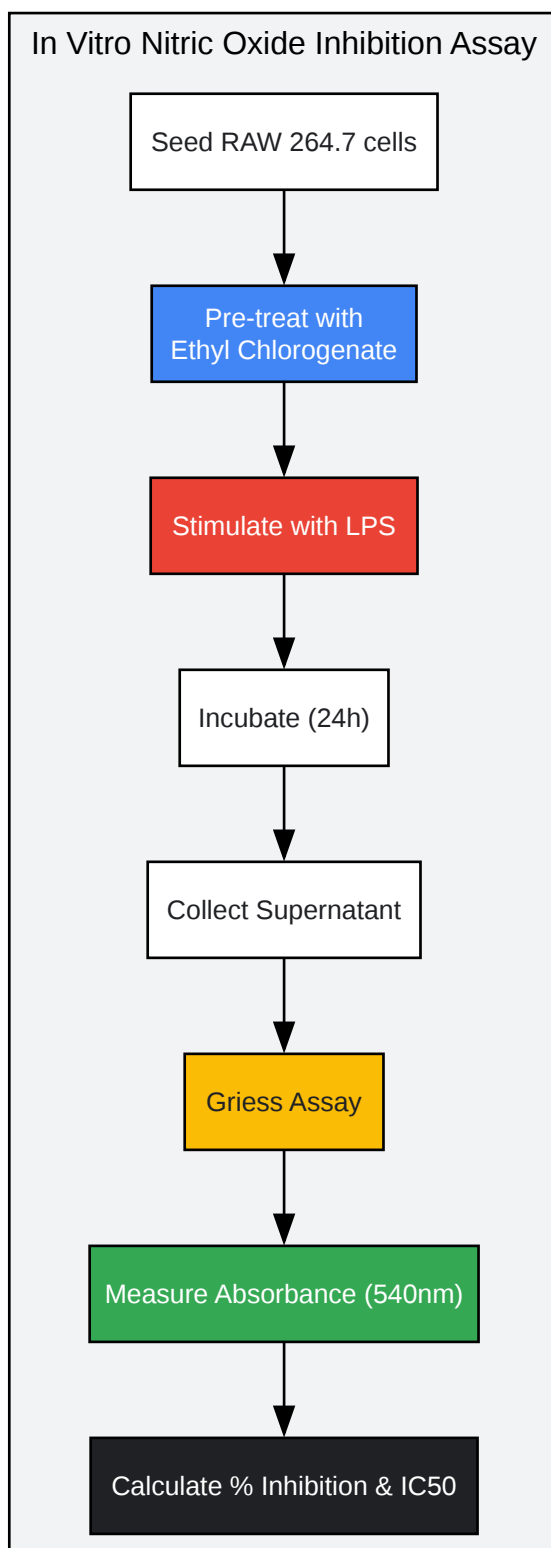 In Vitro Nitric Oxide Inhibition Assay
Seed RAW 264.7 cells
Pre-treat with
Ethyl Chlorogenate
Stimulate with LPS
Incubate (24h)
Collect Supernatant
Griess Assay
Measure Absorbance (540nm)
Calculate % Inhibition & IC50